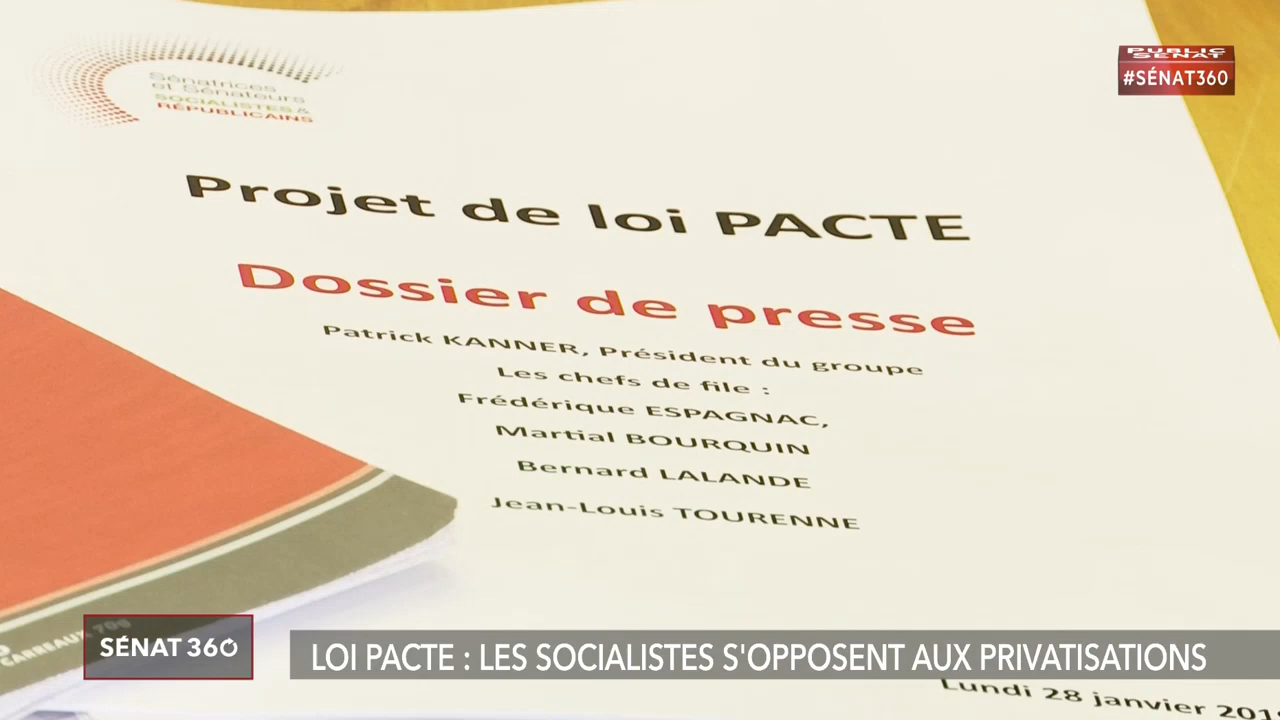 PUBLIC
SÉNAT
#SÉNAT360
Sénatrices
et Sénateurs
SOCIALISTES &
RÉPUBLICAINS
Projet de loi PACTE
Dossier de presse
Patrick KANNER, Président du groupe
Les chefs de file :
Frédérique ESPAGNAC,
Martial BOURQUIN
Bernard LALANDE
Jean-Louis TOURENNE
CARREAUX 70g
SÉNAT 360
LOI PACTE : LES SOCIALISTES S'OPPOSENT AUX PRIVATISATIONS
Lundi 28 janvier